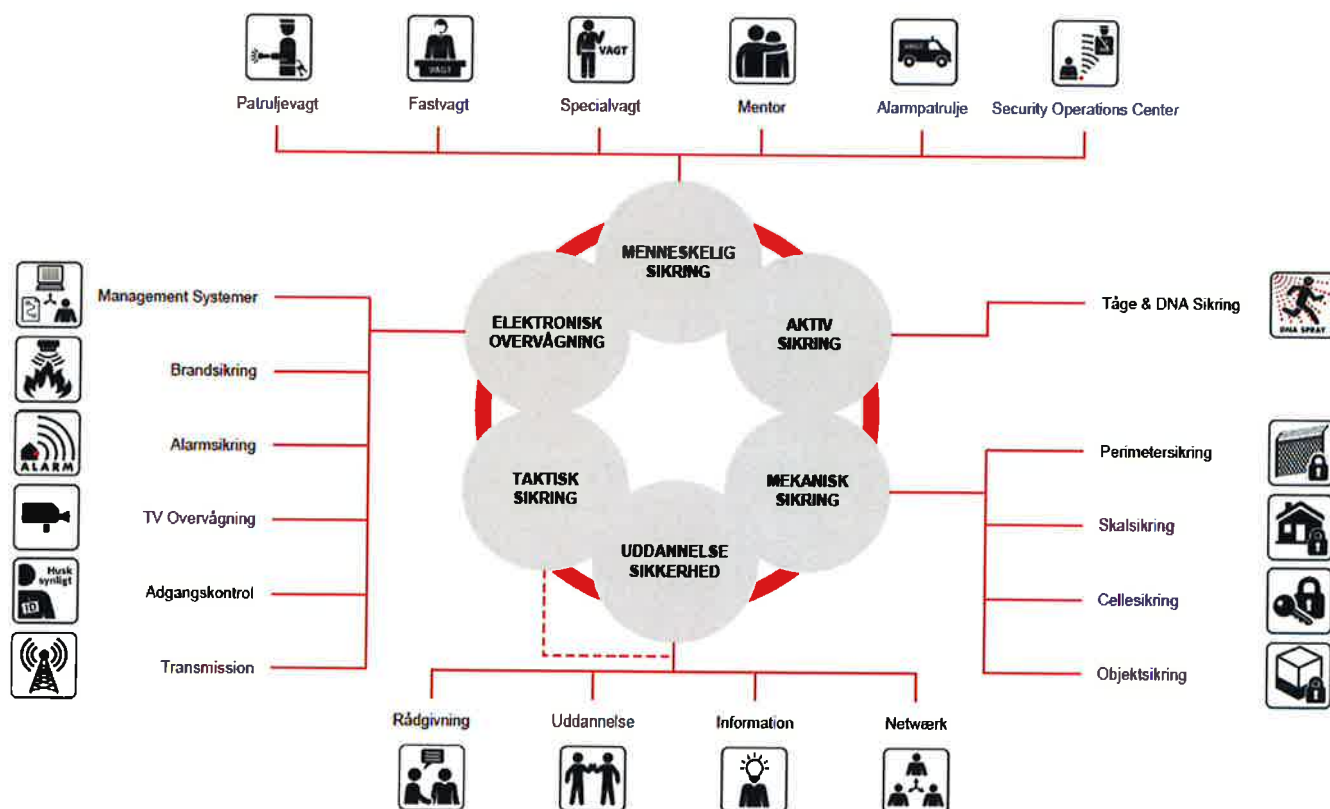 VAGT
VAGT
VAGT
Patruljevagt
Fastvagt
Specialvagt
Mentor
Alarmpatrulje
Security Operations Center
MENNESKELIG
SIKRING
ELEKTRONISK
OVERVÅGNING
AKTIV
SIKRING
TAKTISK
SIKRING
MEKANISK
SIKRING
UDDANNELSE
SIKKERHED
Management Systemer
Brandsikring
Alarmsikring
ALARM
TV Overvågning
Husk
synligt
ID
Adgangskontrol
Transmission
Tåge & DNA Sikring
DNA SPRAY
Perimetersikring
Skalsikring
Cellesikring
Objektsikring
Rådgivning
Uddannelse
Information
Netværk